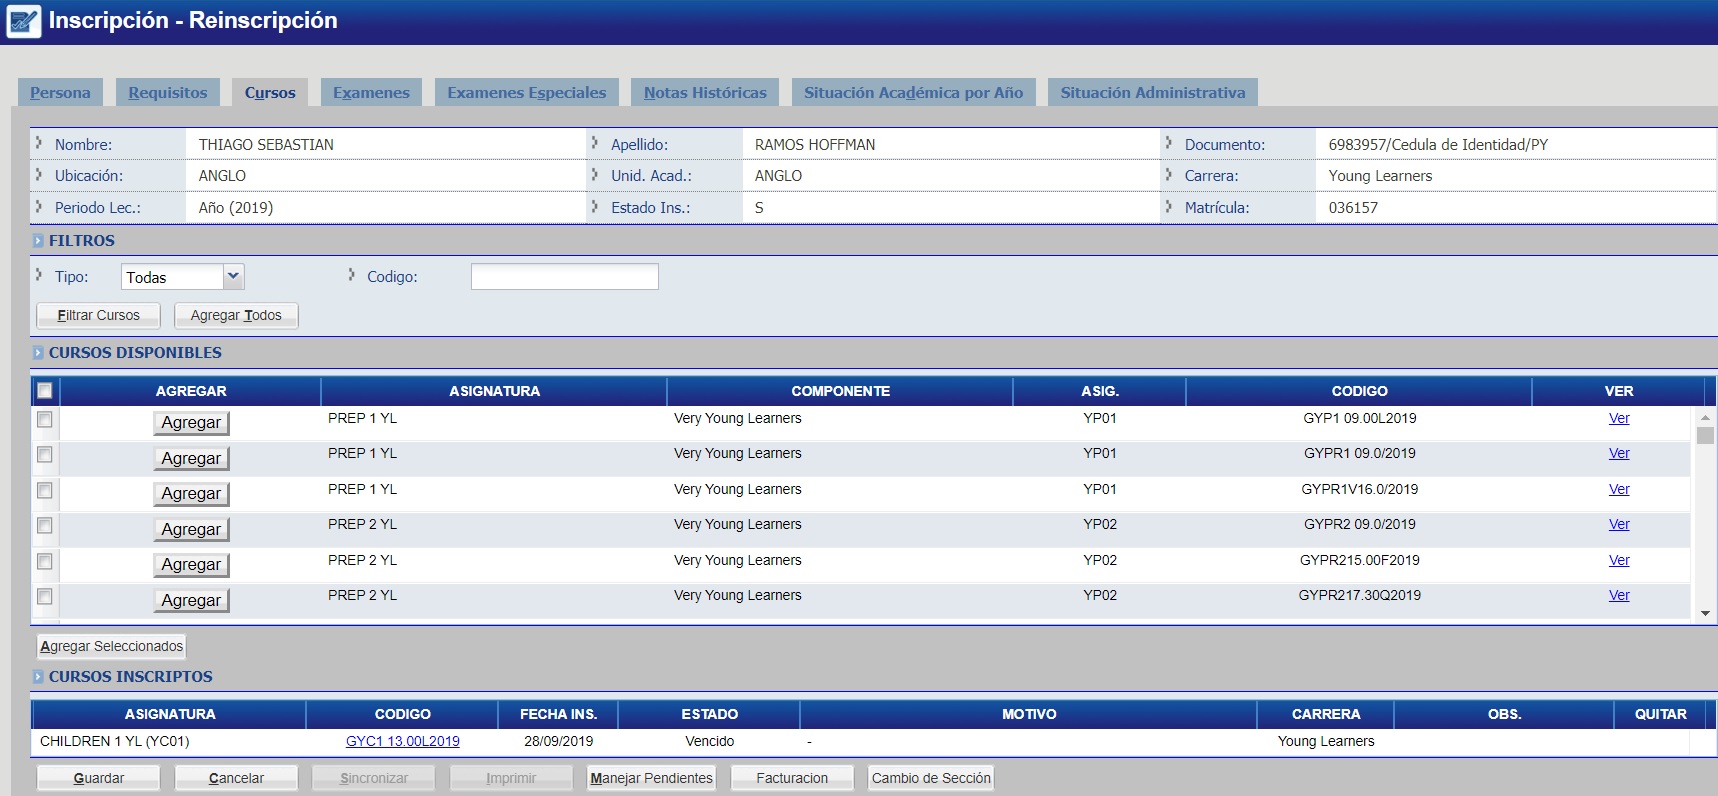 Inscripción - Reinscripción
Persona Requisitos Cursos Examenes Examenes Especiales Notas Históricas Situación Académica por Año Situación Administrativa
Nombre: THIAGO SEBASTIAN Apellido: RAMOS HOFFMAN Documento: 6983957/Cedula de Identidad/PY
Ubicación: ANGLO Unid. Acad.: ANGLO Carrera: Young Learners
Periodo Lec.: Año (2019) Estado Ins.: S Matrícula: 036157
FILTROS
Tipo: Todas Codigo:
Filtrar Cursos Agregar Todos
CURSOS DISPONIBLES
AGREGAR ASIGNATURA COMPONENTE ASIG. CODIGO VER
Agregar PREP 1 YL Very Young Learners YP01 GYP1 09.00L2019 Ver
Agregar PREP 1 YL Very Young Learners YP01 GYPR1 09.0/2019 Ver
Agregar PREP 1 YL Very Young Learners YP01 GYPR1V16.0/2019 Ver
Agregar PREP 2 YL Very Young Learners YP02 GYPR2 09.0/2019 Ver
Agregar PREP 2 YL Very Young Learners YP02 GYPR215.00F2019 Ver
Agregar PREP 2 YL Very Young Learners YP02 GYPR217.30Q2019 Ver
Agregar Seleccionados
CURSOS INSCRIPTOS
ASIGNATURA CODIGO FECHA INS. ESTADO MOTIVO CARRERA OBS. QUITAR
CHILDREN 1 YL (YC01) GYC1 13.00L2019 28/09/2019 Vencido - Young Learners
Guardar Cancelar Sincronizar Imprimir Manejar Pendientes Facturacion Cambio de Sección